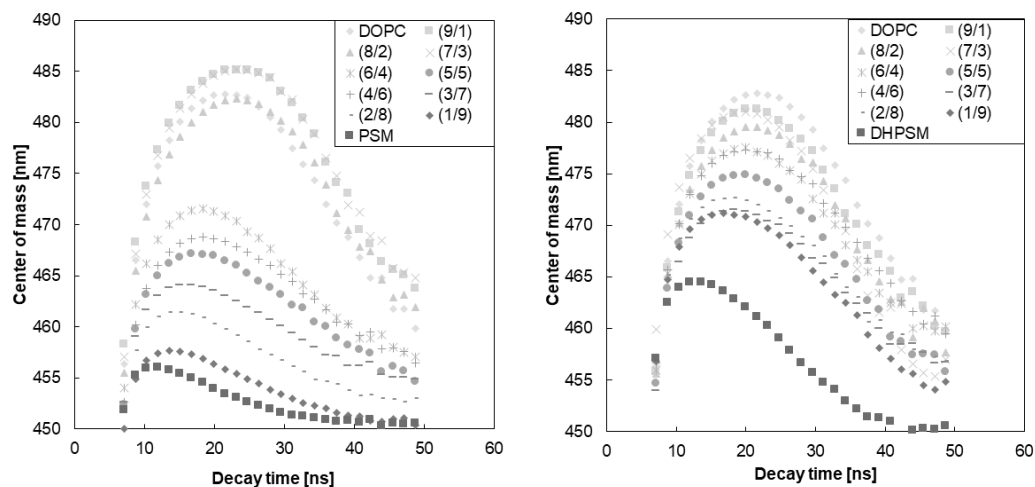 490
485
480
475
470
465
460
455
450
Center of mass [nm]
0 10 20 30 40 50 60
Decay time [ns]
DOPC (9/1)
(8/2) (7/3)
(6/4) (5/5)
(4/6) (3/7)
(2/8) (1/9)
PSM
490
485
480
475
470
465
460
455
450
Center of mass [nm]
0 10 20 30 40 50 60
Decay time [ns]
DOPC (9/1)
(8/2) (7/3)
(6/4) (5/5)
(4/6) (3/7)
(2/8) (1/9)
DHPSM